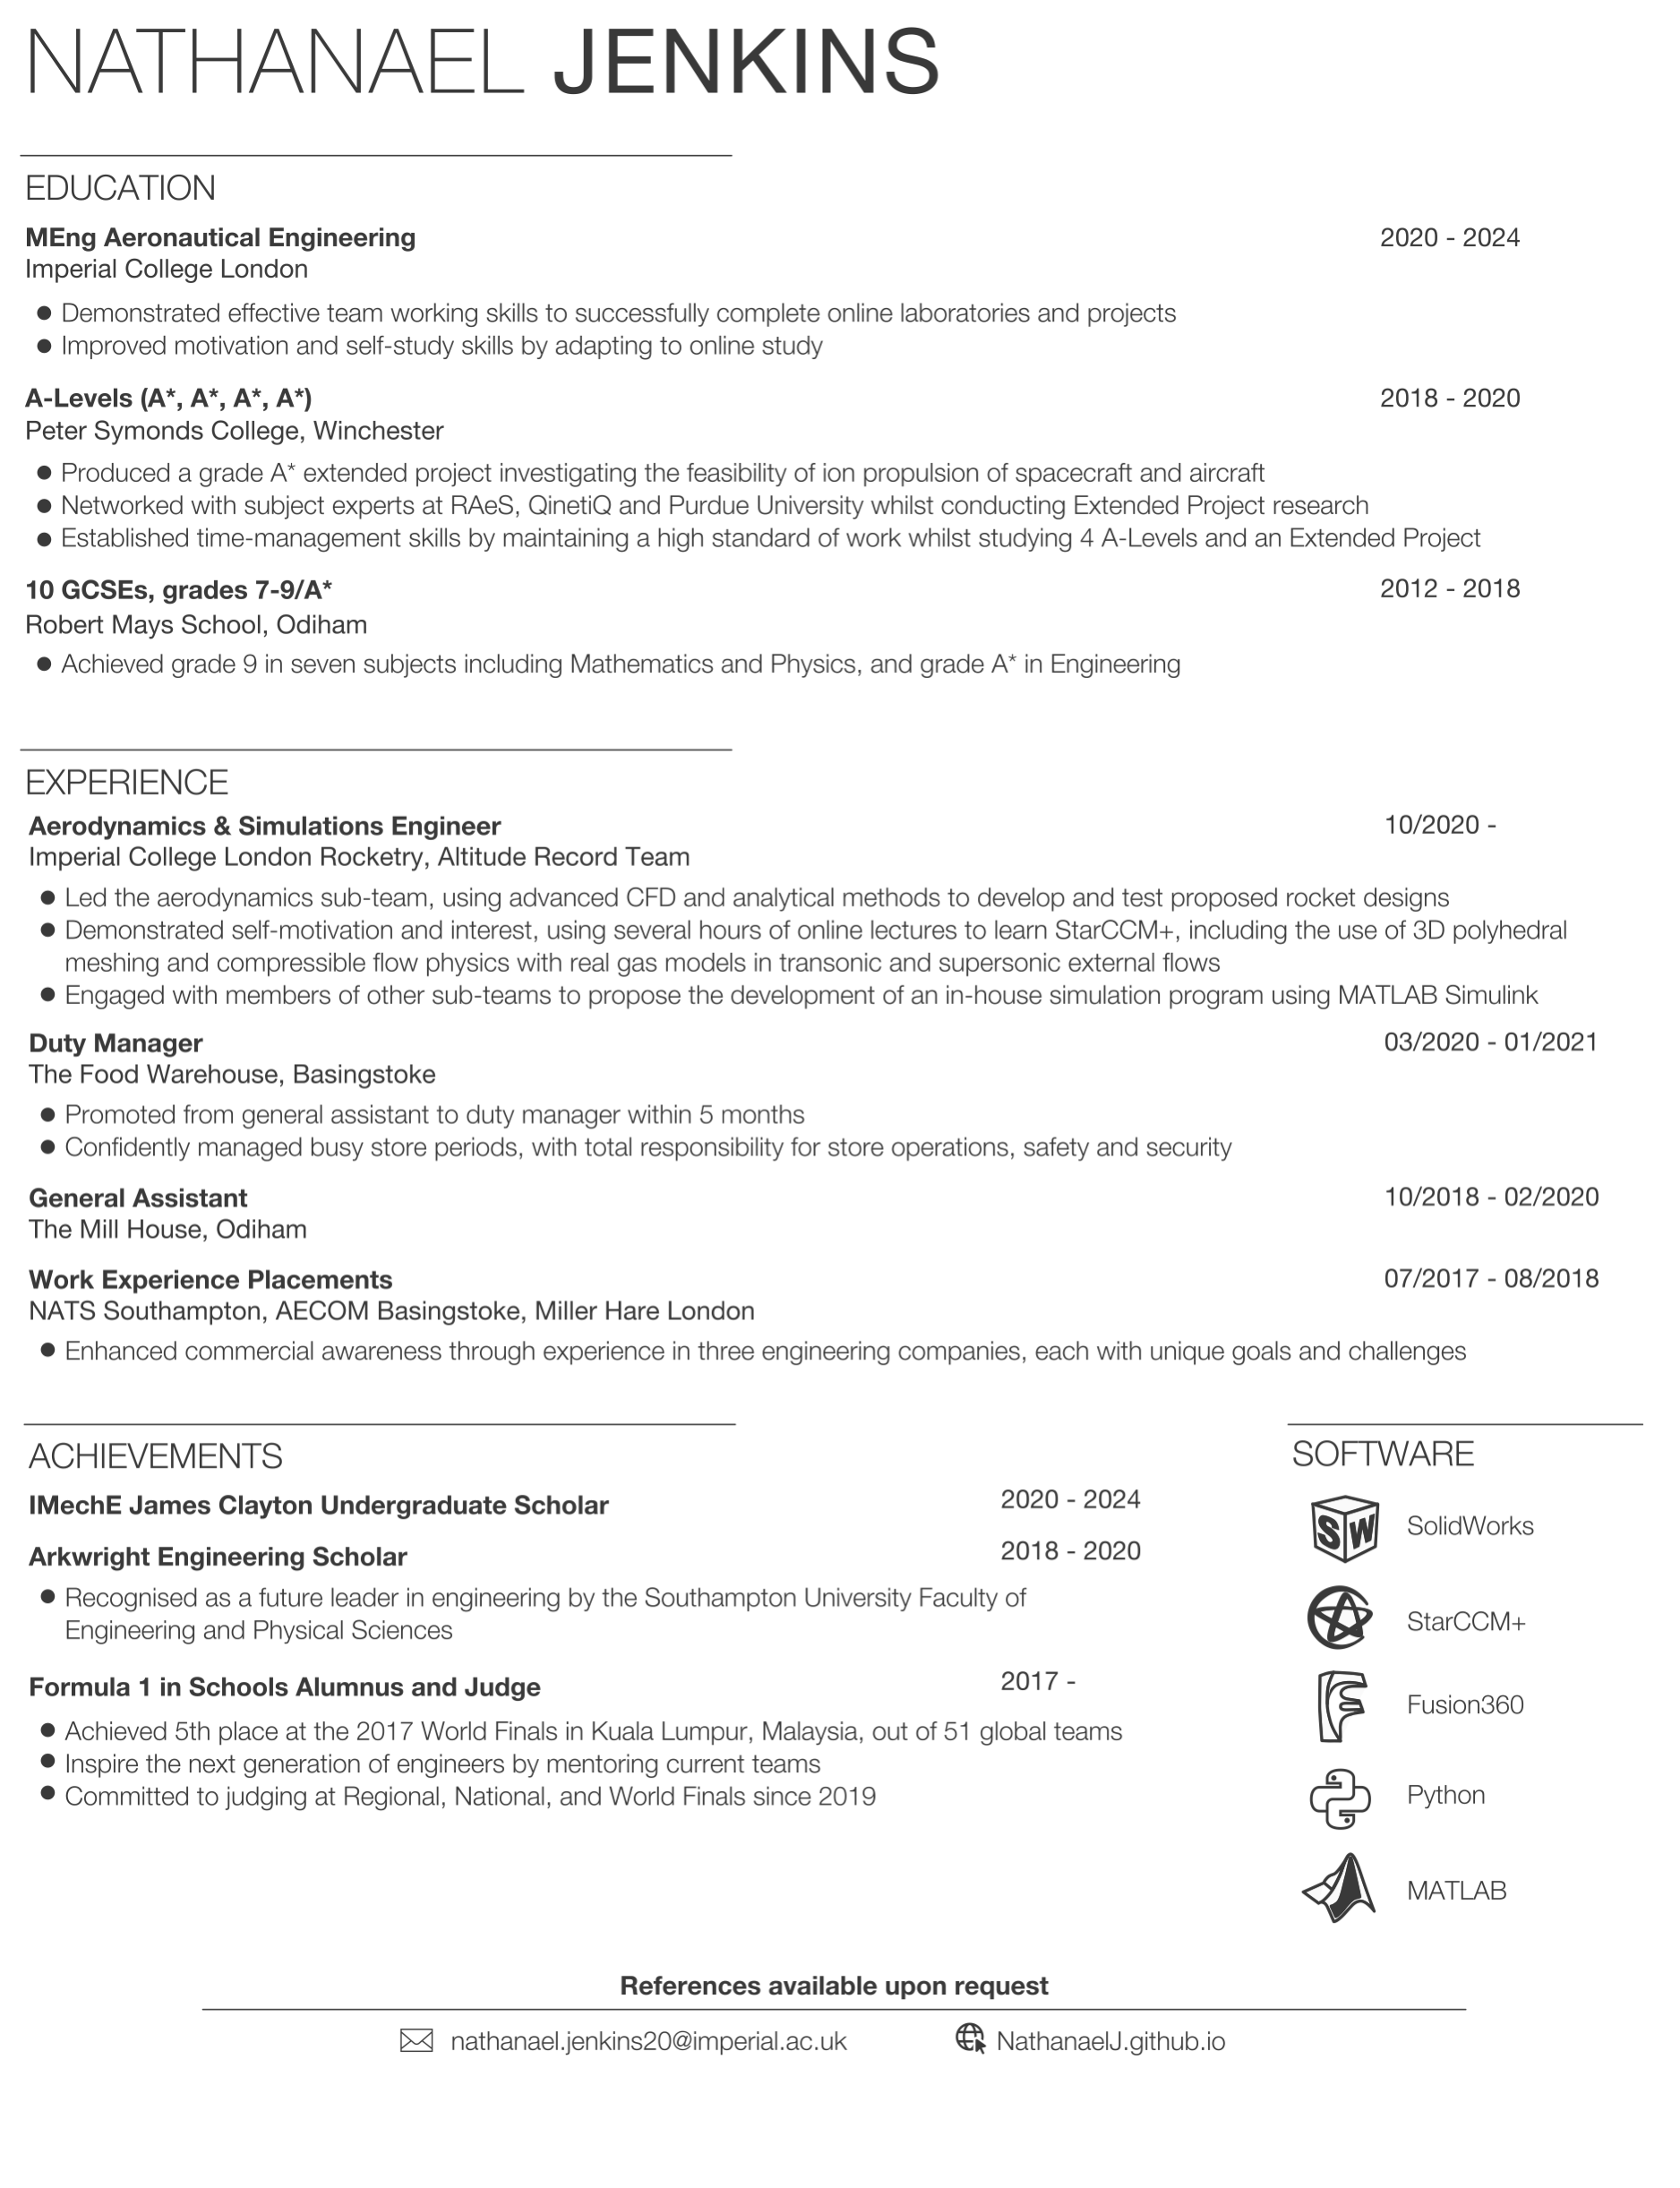 NATHANAEL JENKINS
EDUCATION
MEng Aeronautical Engineering 2020 - 2024
Imperial College London
● Demonstrated effective team working skills to successfully complete online laboratories and projects
● Improved motivation and self-study skills by adapting to online study
A-Levels (A*, A*, A*, A*) 2018 - 2020
Peter Symonds College, Winchester
● Produced a grade A* extended project investigating the feasibility of ion propulsion of spacecraft and aircraft
● Networked with subject experts at RAeS, QinetiQ and Purdue University whilst conducting Extended Project research
● Established time-management skills by maintaining a high standard of work whilst studying 4 A-Levels and an Extended Project
10 GCSEs, grades 7-9/A* 2012 - 2018
Robert Mays School, Odiham
● Achieved grade 9 in seven subjects including Mathematics and Physics, and grade A* in Engineering
EXPERIENCE
Aerodynamics & Simulations Engineer 10/2020 -
Imperial College London Rocketry, Altitude Record Team
● Led the aerodynamics sub-team, using advanced CFD and analytical methods to develop and test proposed rocket designs
● Demonstrated self-motivation and interest, using several hours of online lectures to learn StarCCM+, including the use of 3D polyhedral
meshing and compressible flow physics with real gas models in transonic and supersonic external flows
● Engaged with members of other sub-teams to propose the development of an in-house simulation program using MATLAB Simulink
Duty Manager 03/2020 - 01/2021
The Food Warehouse, Basingstoke
● Promoted from general assistant to duty manager within 5 months
● Confidently managed busy store periods, with total responsibility for store operations, safety and security
General Assistant 10/2018 - 02/2020
The Mill House, Odiham
Work Experience Placements 07/2017 - 08/2018
NATS Southampton, AECOM Basingstoke, Miller Hare London
● Enhanced commercial awareness through experience in three engineering companies, each with unique goals and challenges
ACHIEVEMENTS
IMechE James Clayton Undergraduate Scholar 2020 - 2024
Arkwright Engineering Scholar 2018 - 2020
● Recognised as a future leader in engineering by the Southampton University Faculty of
Engineering and Physical Sciences
Formula 1 in Schools Alumnus and Judge 2017 -
● Achieved 5th place at the 2017 World Finals in Kuala Lumpur, Malaysia, out of 51 global teams
● Inspire the next generation of engineers by mentoring current teams
● Committed to judging at Regional, National, and World Finals since 2019
SOFTWARE
SW SolidWorks
StarCCM+
Fusion360
Python
MATLAB
References available upon request
nathanael.jenkins20@imperial.ac.uk NathanaelJ.github.io